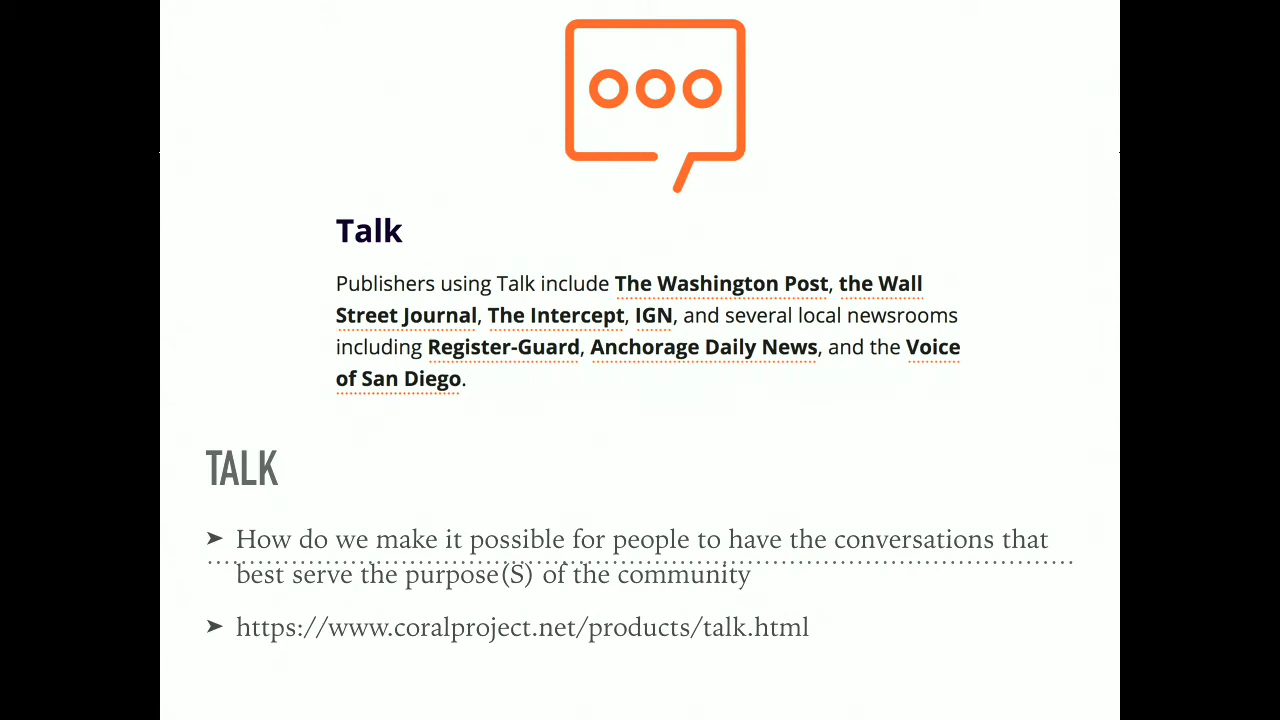 Talk
Publishers using Talk include The Washington Post, the Wall
Street Journal, The Intercept, IGN, and several local newsrooms
including Register-Guard, Anchorage Daily News, and the Voice
of San Diego.
TALK
➤ How do we make it possible for people to have the conversations that
best serve the purpose(S) of the community
➤ https://www.coralproject.net/products/talk.html